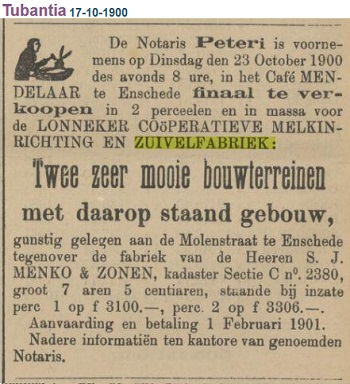 Tubantia 17-10-1900
De Notaris Peteri is voorne-
mens op Dinsdag den 23 October 1900
des avonds 8 ure, in het Café MEN-
DELAAR te Enschede finaal te ver-
koopen in 2 perceelen en in massa voor
de LONNEKER COÖPERATIEVE MELKIN-
RICHTING EN ZUIVELFABRIEK:
Twee zeer mooie bouwterreinen
met daarop staand gebouw,
gunstig gelegen aan de Molenstraat te Enschede
tegenover de fabriek van de Heeren S. J.
MENKO & ZONEN, kadaster Sectie C nº. 2380,
groot 7 aren 5 centiaren, staande bij inzate
perc 1 op f 3100.—, perc. 2 op f 3306.—
Aanvaarding en betaling 1 Februari 1901.
Nadere informatiën ten kantore van genoemden
Notaris.